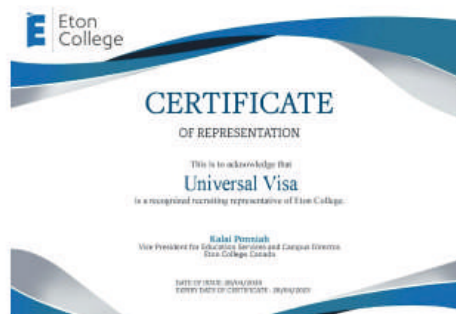 Eton
College
CERTIFICATE
OF REPRESENTATION
This is to acknowledge that
Universal Visa
is a recognized recruiting representative of Eton College.
Kalai
Vice President for Education Services and Campus Director
Eton College Canada
DATE OF ISSUE:
EXPIRY DATE OF CERTIFICATE: